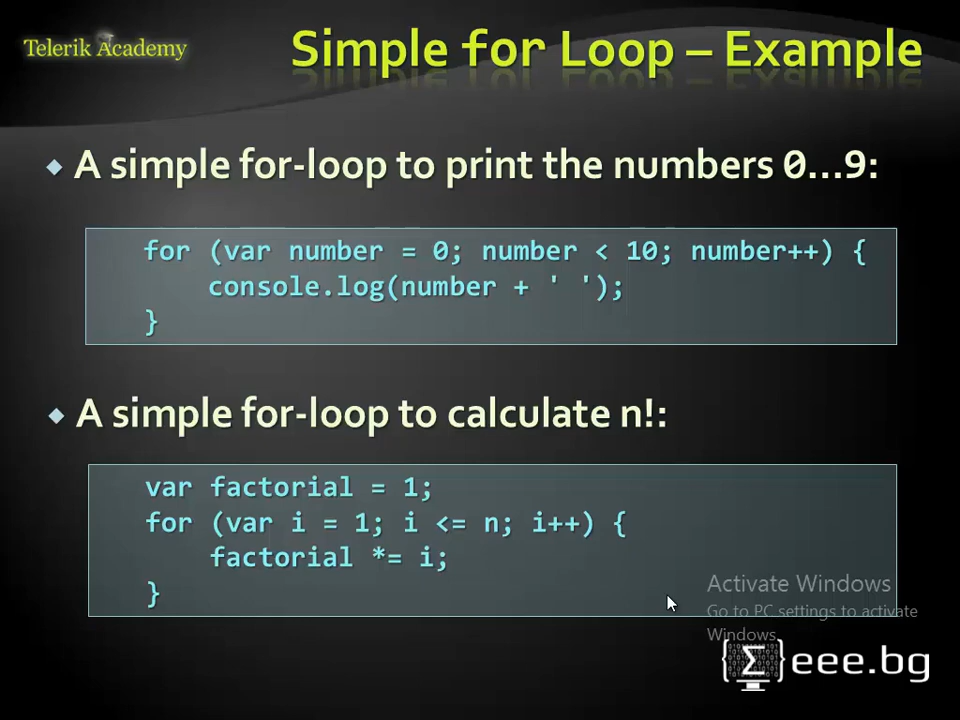 Telerik Academy
Simple for Loop – Example
A simple for-loop to print the numbers 0…9:
for (var number = 0; number < 10; number++) {
    console.log(number + ' ');
}
A simple for-loop to calculate n!:
var factorial = 1;
for (var i = 1; i <= n; i++) {
    factorial *= i;
}
Activate Windows
Go to PC settings to activate
Windows.
{Σ}eee.bg